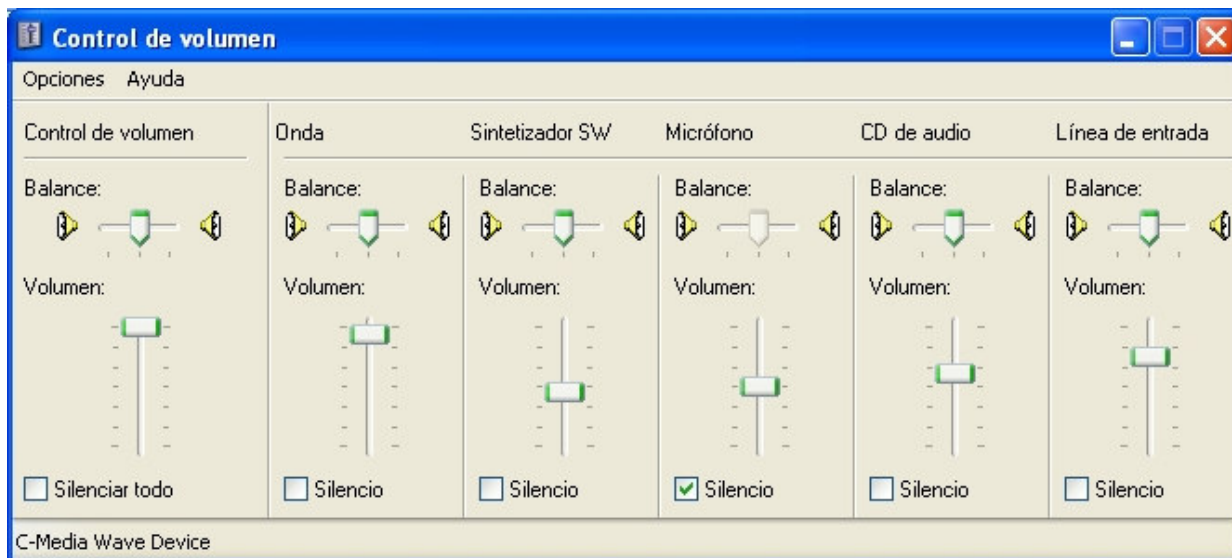 Control de volumen
Opciones Ayuda
Control de volumen Onda Sintetizador SW Micrófono CD de audio Línea de entrada
Balance: Balance: Balance: Balance: Balance: Balance:
Volumen: Volumen: Volumen: Volumen: Volumen: Volumen:
Silenciar todo Silencio Silencio Silencio Silencio Silencio
C-Media Wave Device